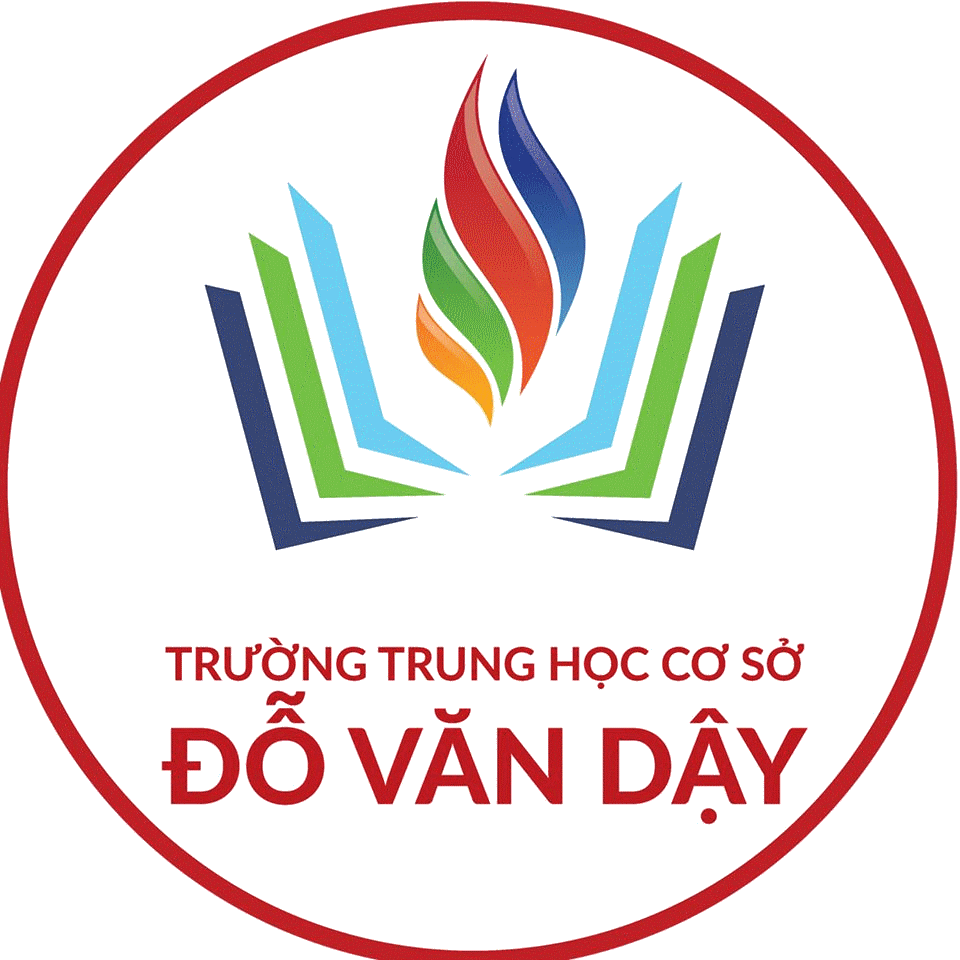 TRƯỜNG TRUNG HỌC CƠ SỞ
ĐỖ VĂN DẬY